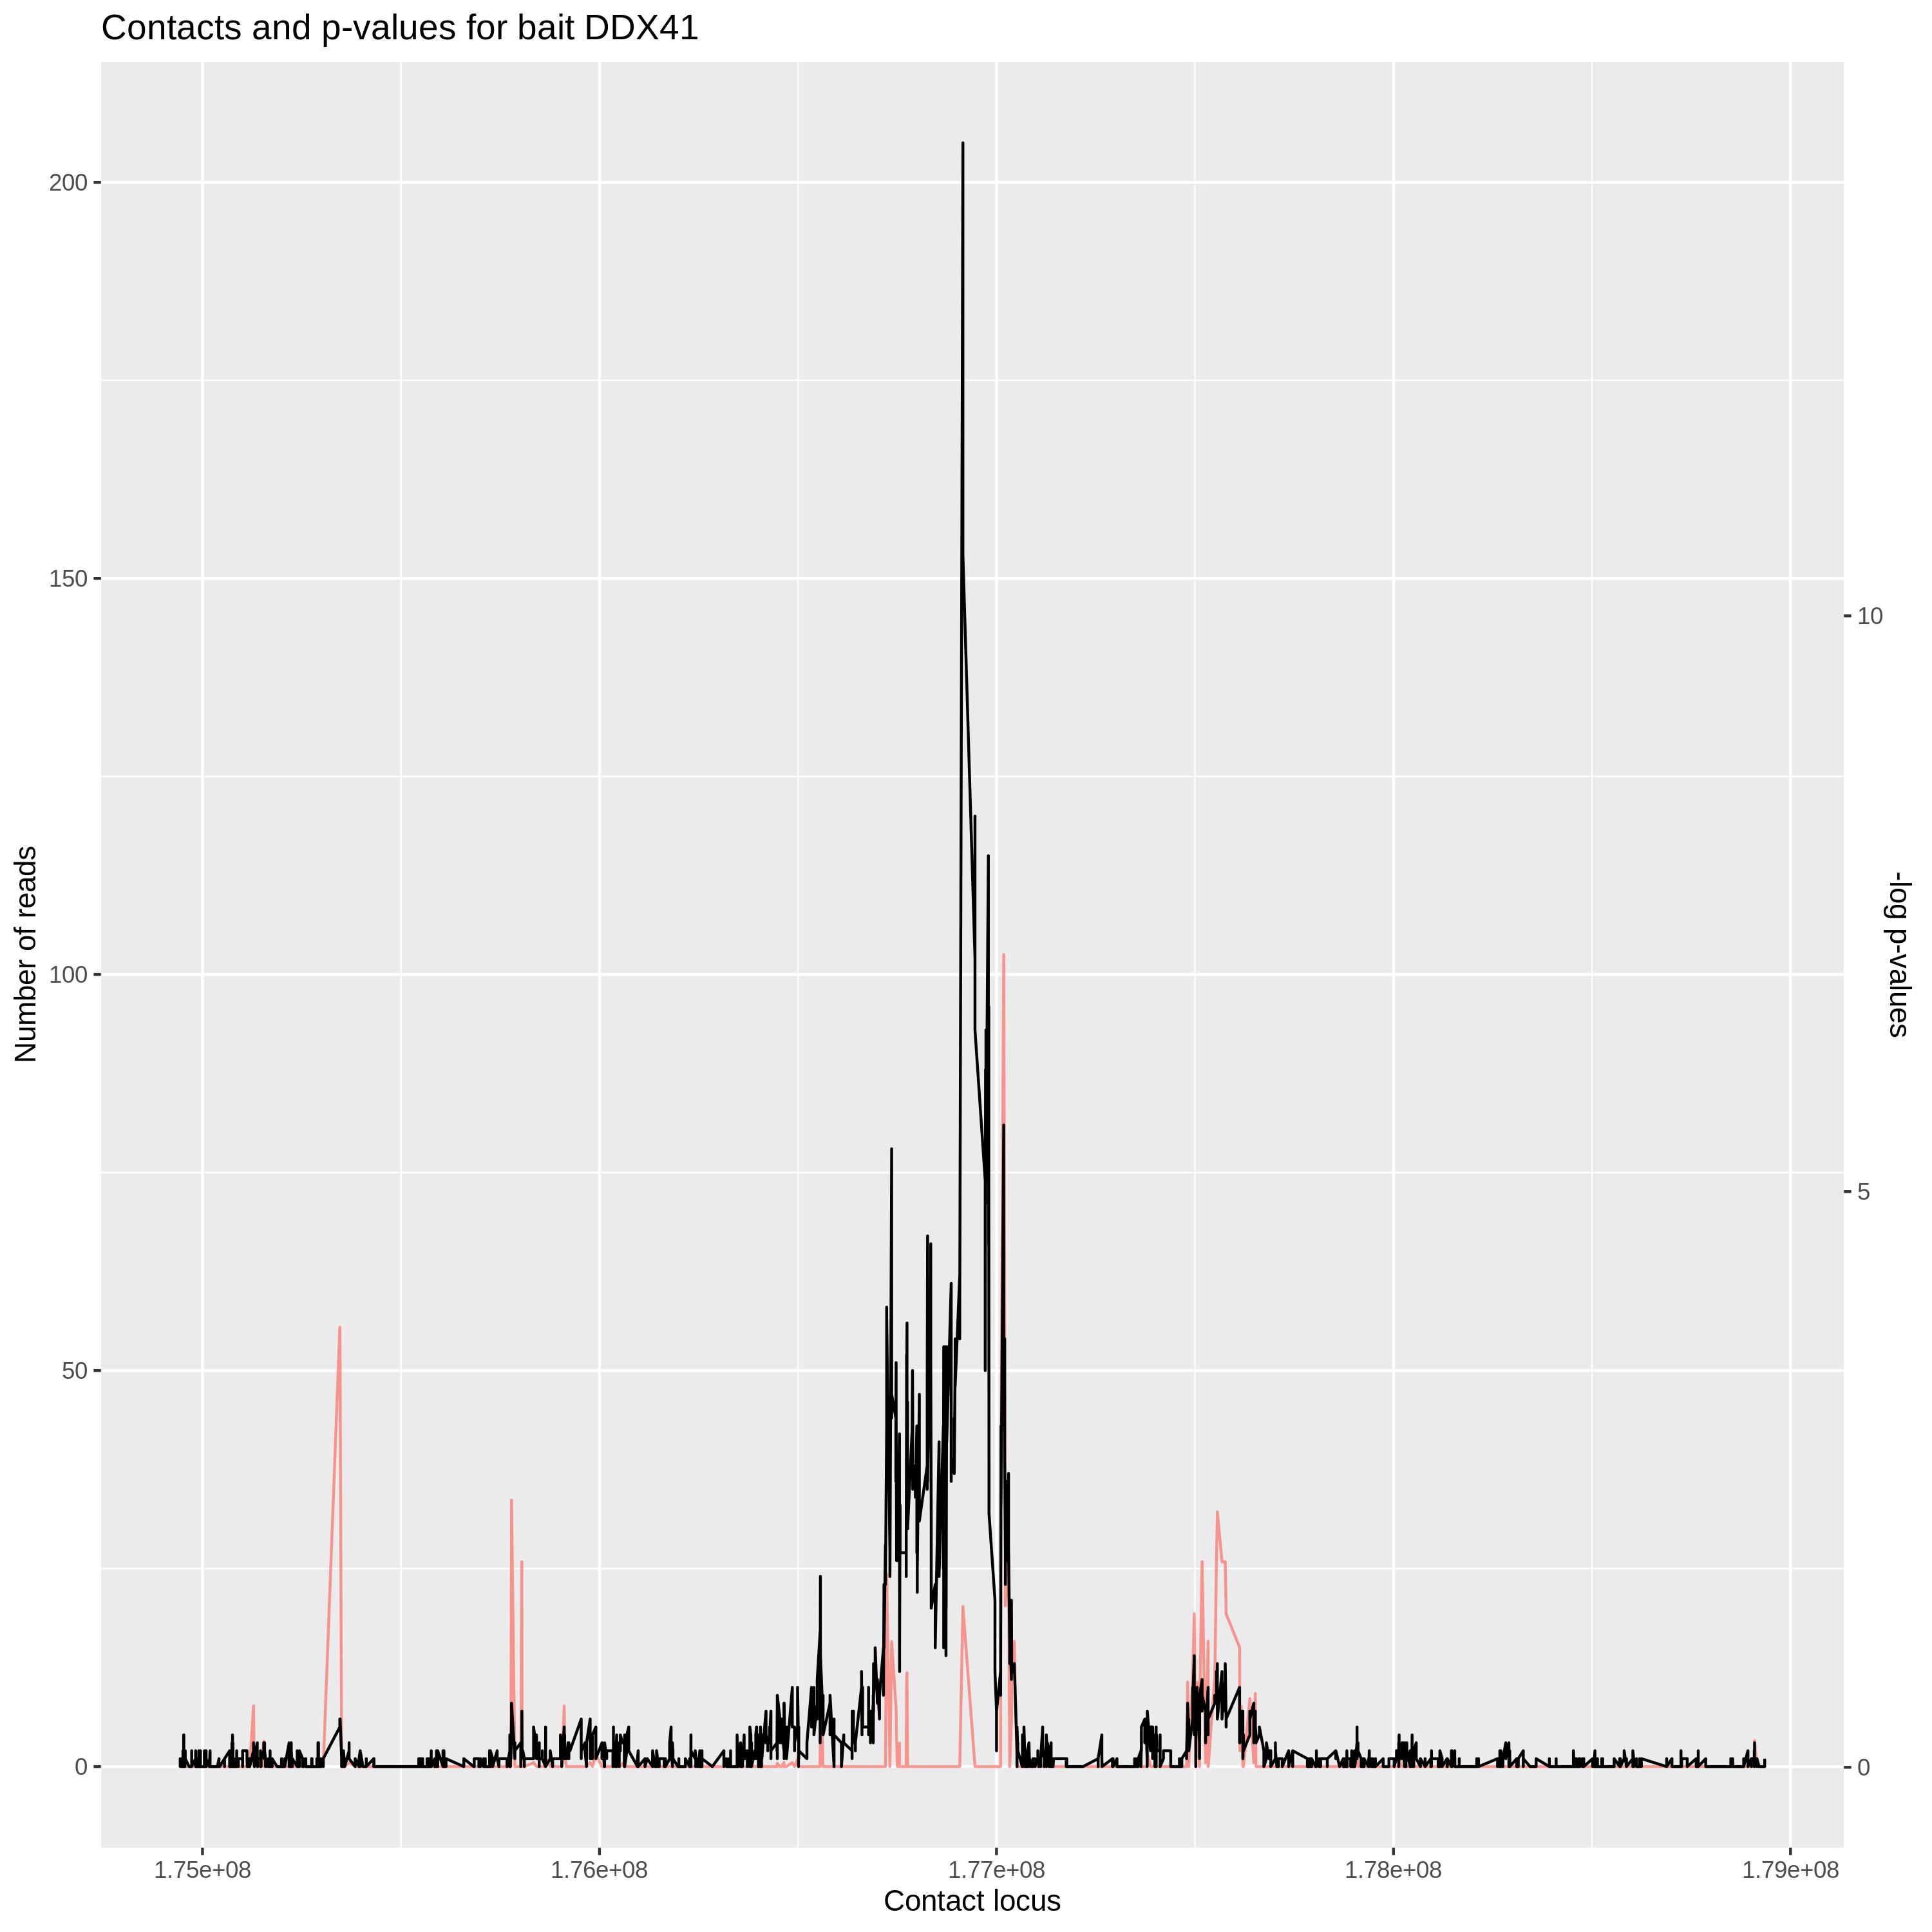 Contacts and p-values for bait DDX41
200
150
100
50
0
Number of reads
10
5
0
-log p-values
1.75e+08
1.76e+08
1.77e+08
1.78e+08
1.79e+08
Contact locus